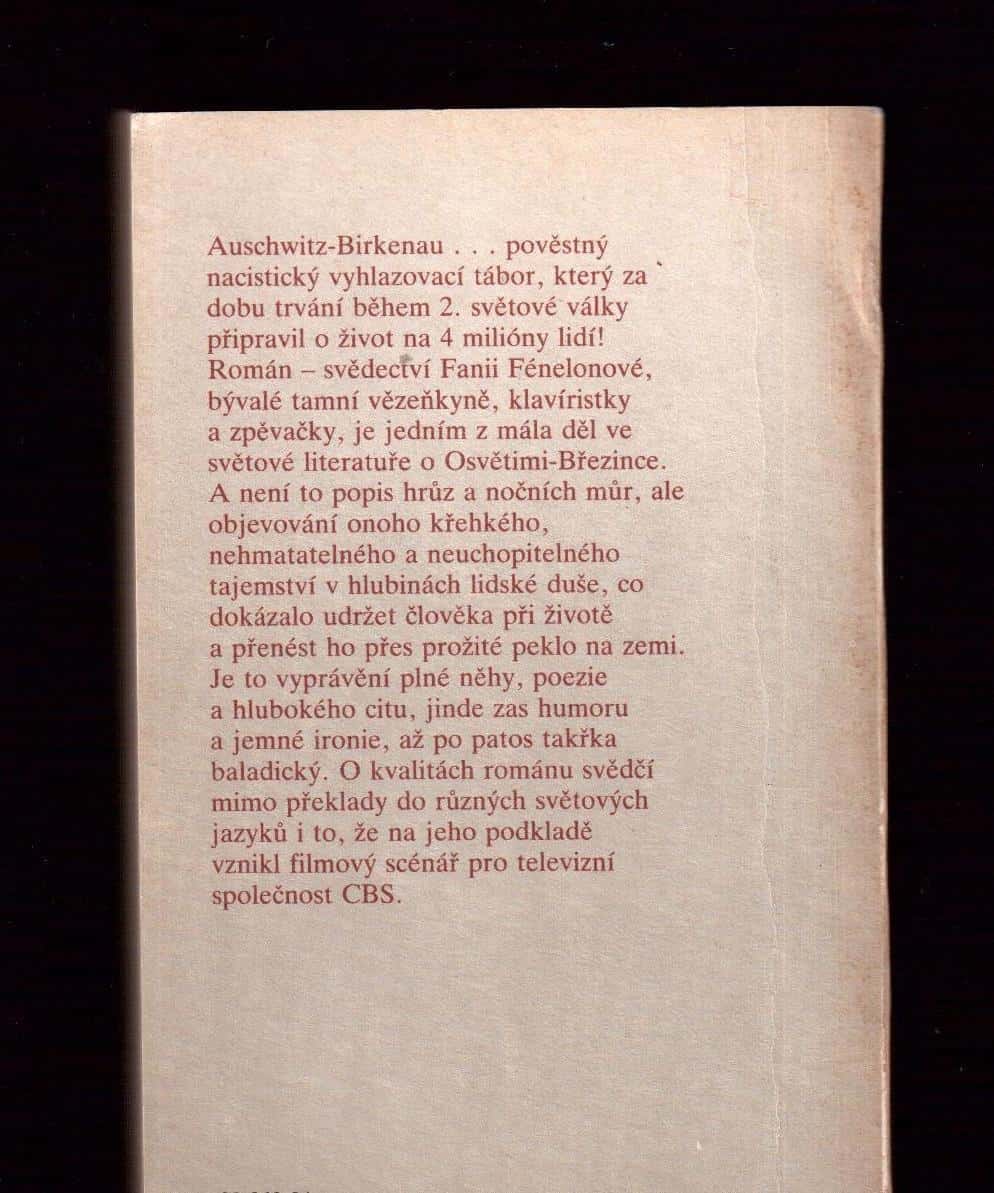 Auschwitz-Birkenau . . . pověstný
nacistický vyhlazovací tábor, který za
dobu trvání během 2. světové války
připravil o život na 4 milióny lidí!
Román – svědectví Fanii Fénelonové,
bývalé tamní vězeňkyně, klavíristky
a zpěvačky, je jedním z mála děl ve
světové literatuře o Osvětimi-Březince.
A není to popis hrůz a nočních můr, ale
objevování onoho křehkého,
nehmatatelného a neuchopitelného
tajemství v hlubinách lidské duše, co
dokázalo udržet člověka při životě
a přenést ho přes prožité peklo na zemi.
Je to vyprávění plné něhy, poezie
a hlubokého citu, jinde zas humoru
a jemné ironie, až po patos takřka
baladický. O kvalitách románu svědčí
mimo překlady do různých světových
jazyků i to, že na jeho podkladě
vznikl filmový scénář pro televizní
společnost CBS.